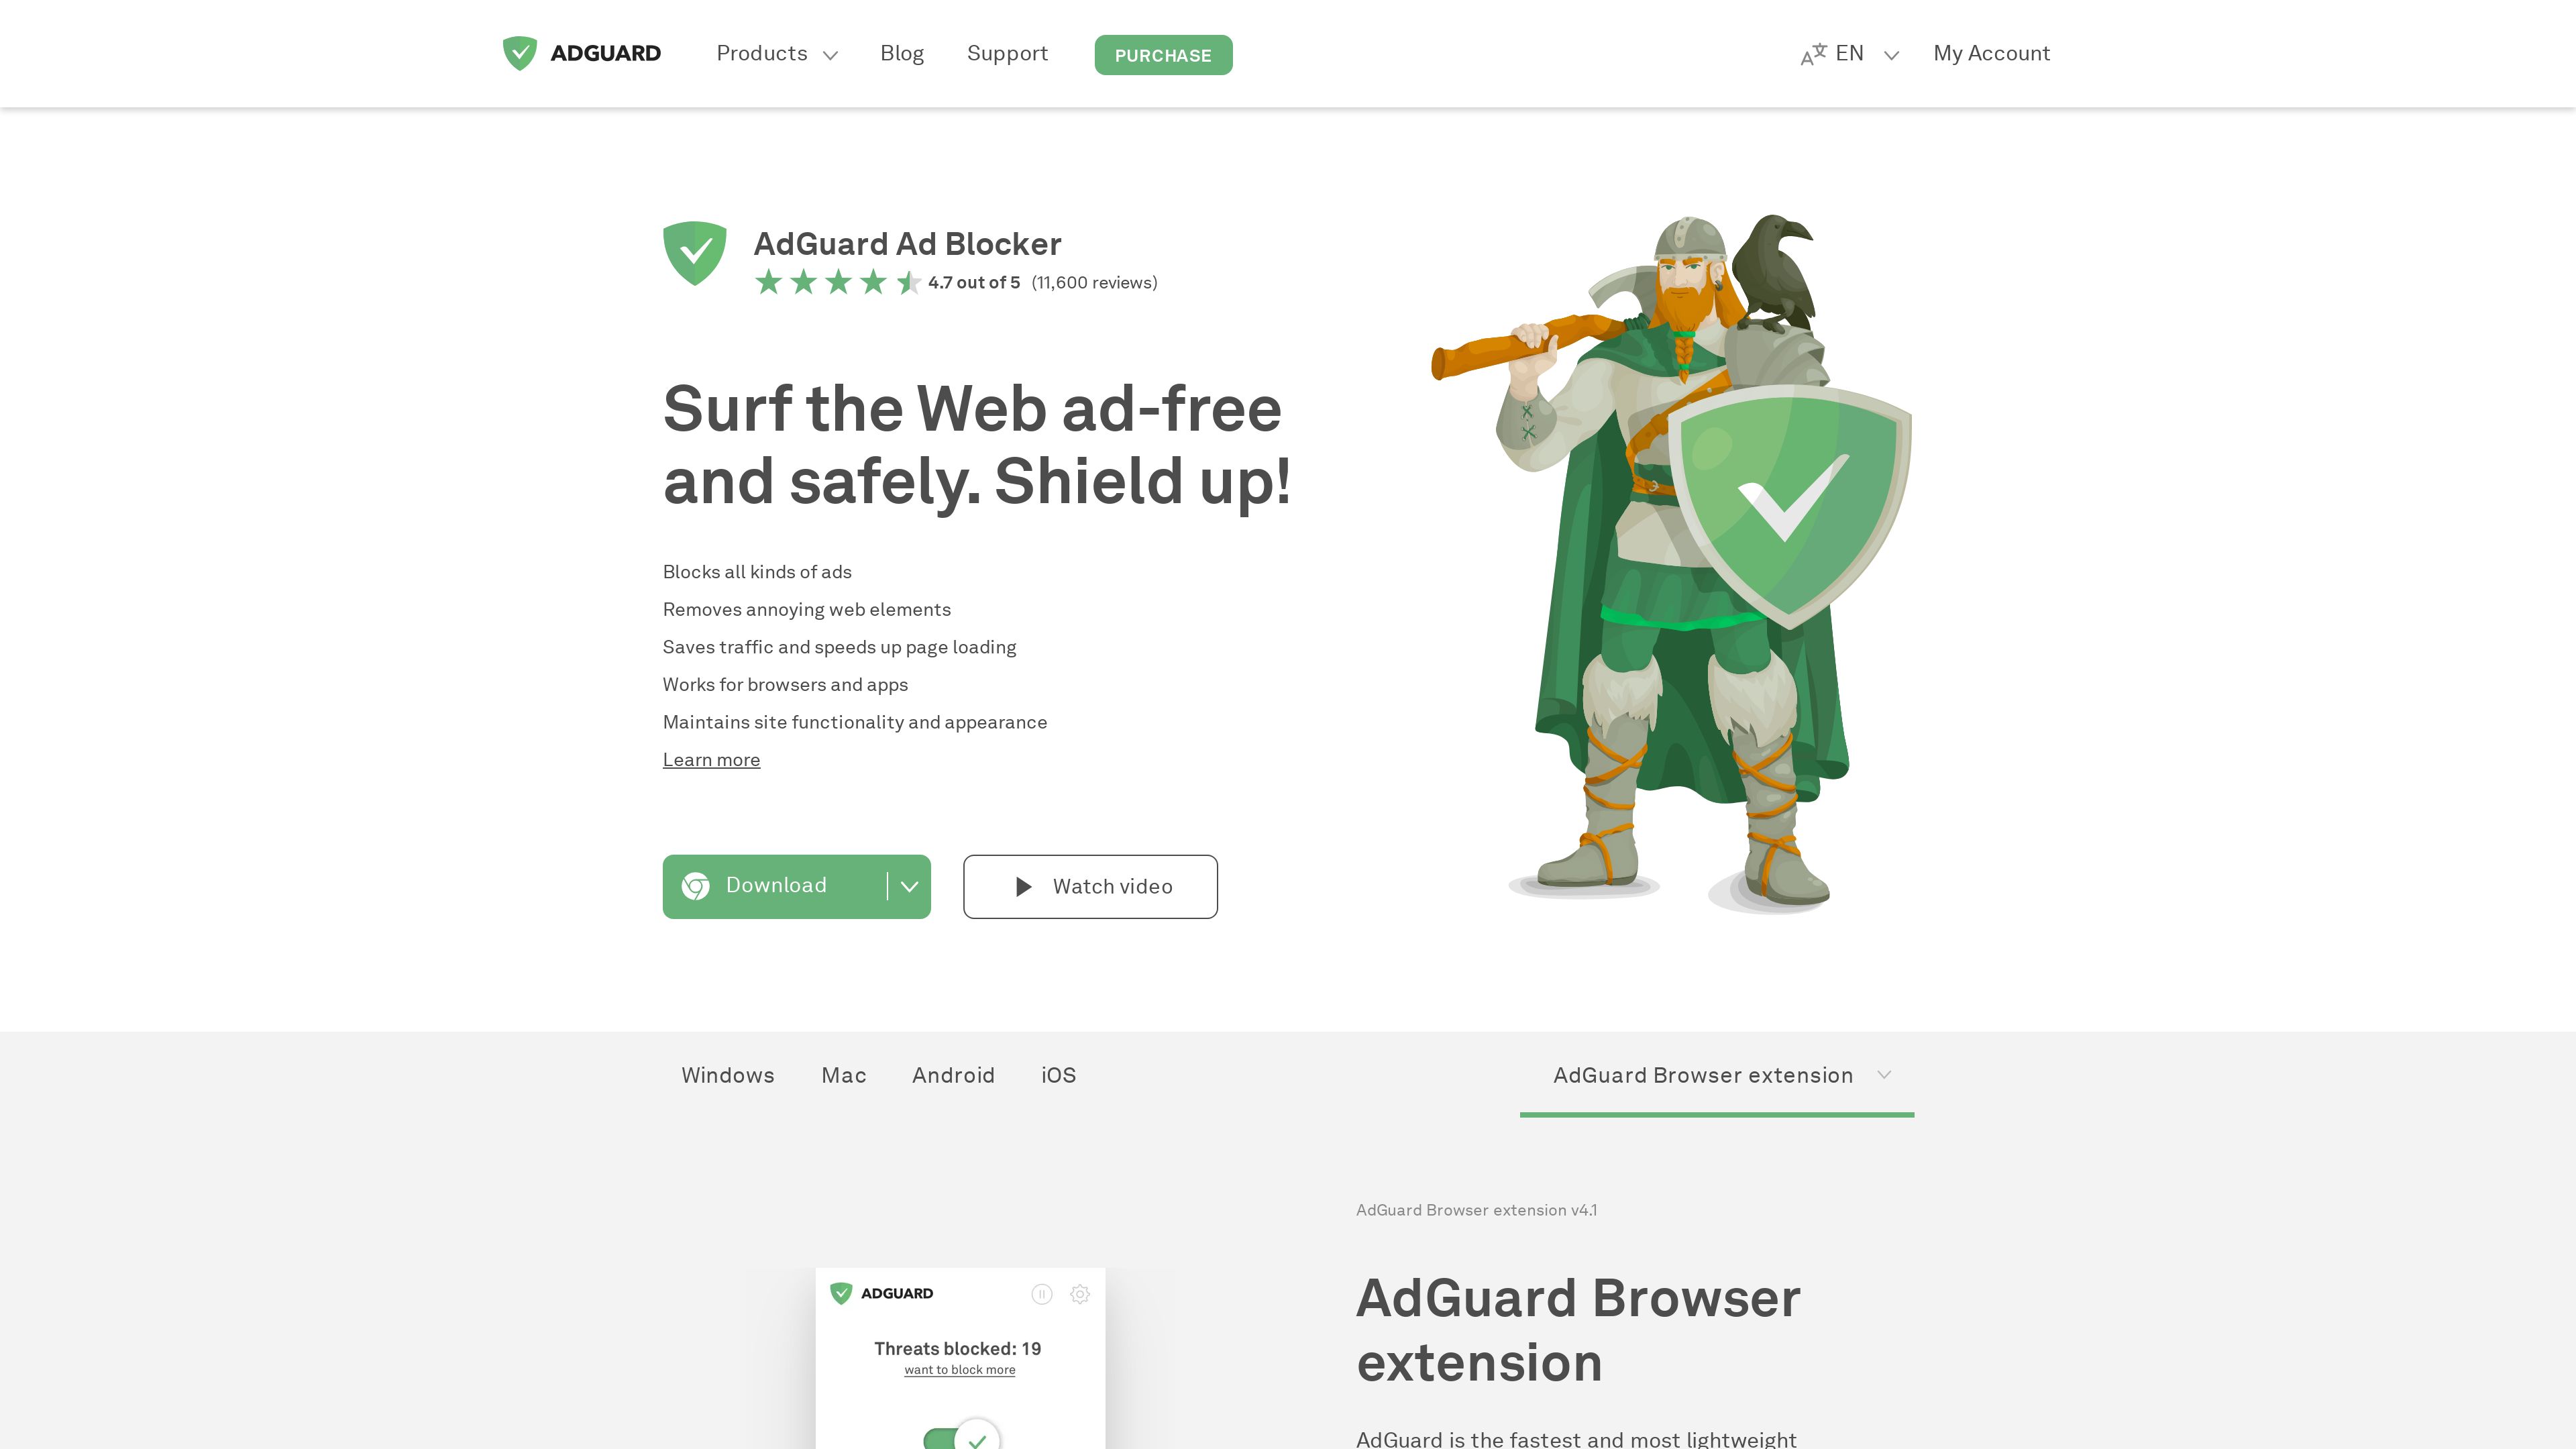 ADGUARD
Products
Blog
Support
PURCHASE
EN
My Account
AdGuard Ad Blocker
4.7 out of 5 (11,600 reviews)
Surf the Web ad-free
and safely. Shield up!
Blocks all kinds of ads
Removes annoying web elements
Saves traffic and speeds up page loading
Works for browsers and apps
Maintains site functionality and appearance
Learn more
Download
Watch video
Windows
Mac
Android
iOS
AdGuard Browser extension
AdGuard Browser extension v4.1
ADGUARD
Threats blocked: 19
want to block more
AdGuard Browser
extension
AdGuard is the fastest and most lightweight